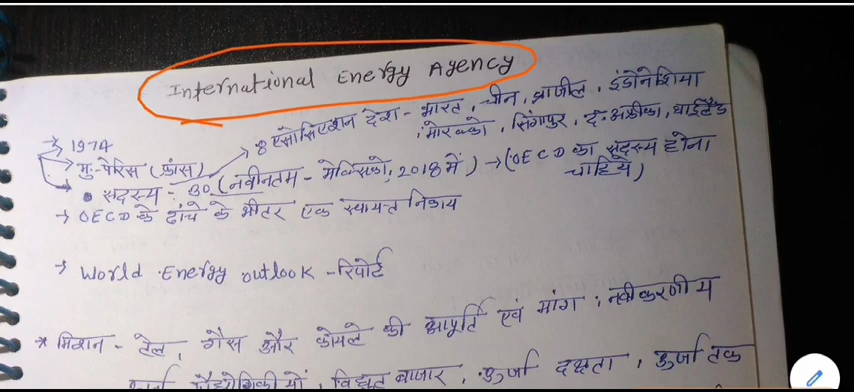 International Energy Agency
→ 1974
8 एसोसिएशन देश - भारत, चीन, ब्राजील, इंडोनेशिया
, मोरक्को, सिंगापुर, द. अफ्रीका, थाईलैंड
मु:- पेरिस (फ्रांस)
• सदस्य - 30 (नवीनतम - मेक्सिको, 2018 में) → (OECD का सदस्य होना
चाहिये)
→ OECD के ढांचे के भीतर एक स्वायत्त निकाय
→ World Energy outlook - रिपोर्ट
* मिशन - तेल, गैस और कोयले की आपूर्ति एवं मांग ; नवीकरणीय
प्रौद्योगिकीयों, विद्युत बाजार, ऊर्जा दक्षता, ऊर्जा तक